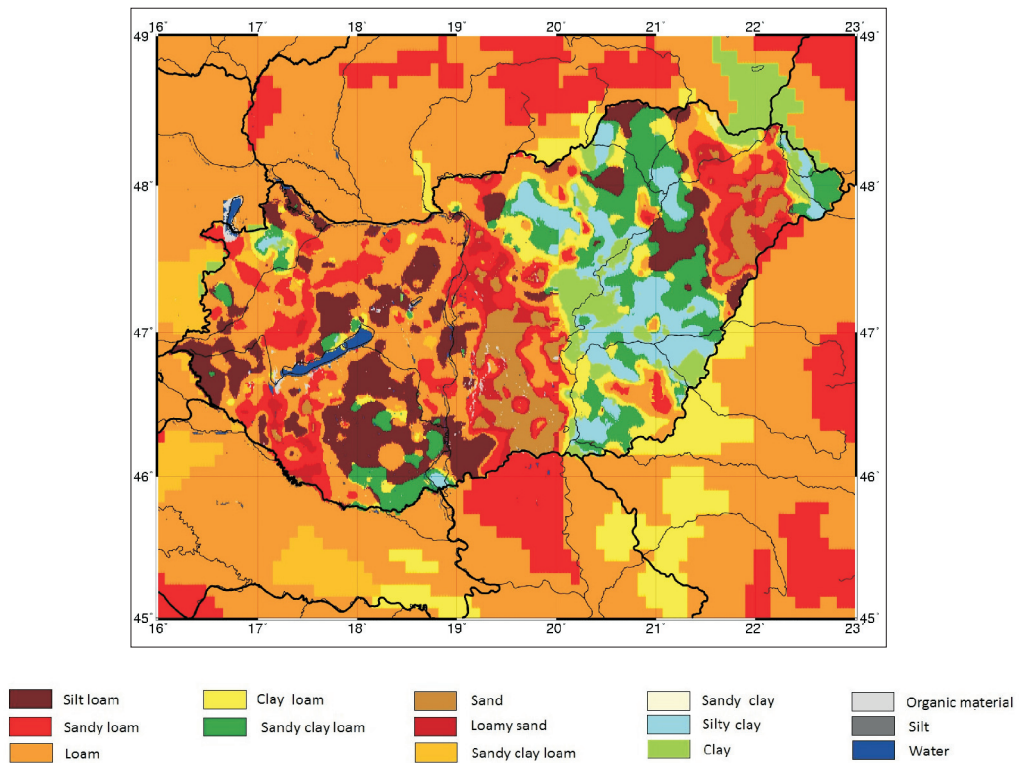 16° 17° 18° 19° 20° 21° 22° 23°
49° 49°
48° 48°
47° 47°
46° 46°
45° 45°
16° 17° 18° 19° 20° 21° 22° 23°
Silt loam Clay loam Sand Sandy clay Organic material
Sandy loam Sandy clay loam Loamy sand Silty clay Silt
Loam Sandy clay loam Clay Water